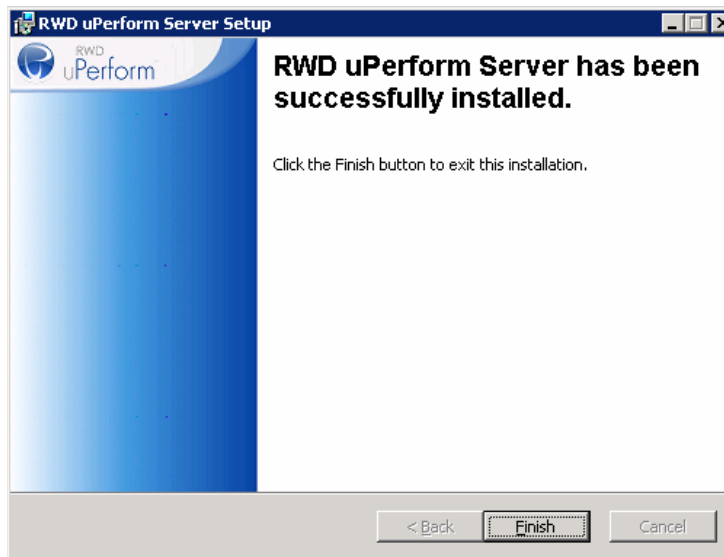 RWD uPerform Server Setup
RWD
uPerform
RWD uPerform Server has been
successfully installed.
Click the Finish button to exit this installation.
< Back
Finish
Cancel